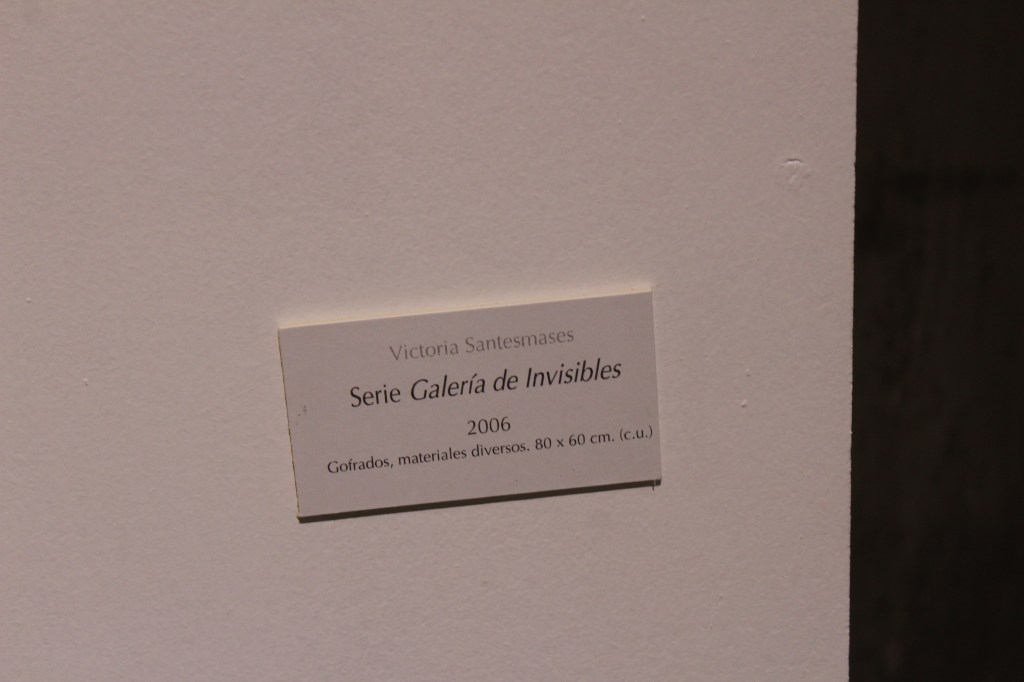 Victoria Santesmases
Serie Galería de Invisibles
2006
Gofrados, materiales diversos. 80 x 60 cm. (c.u.)